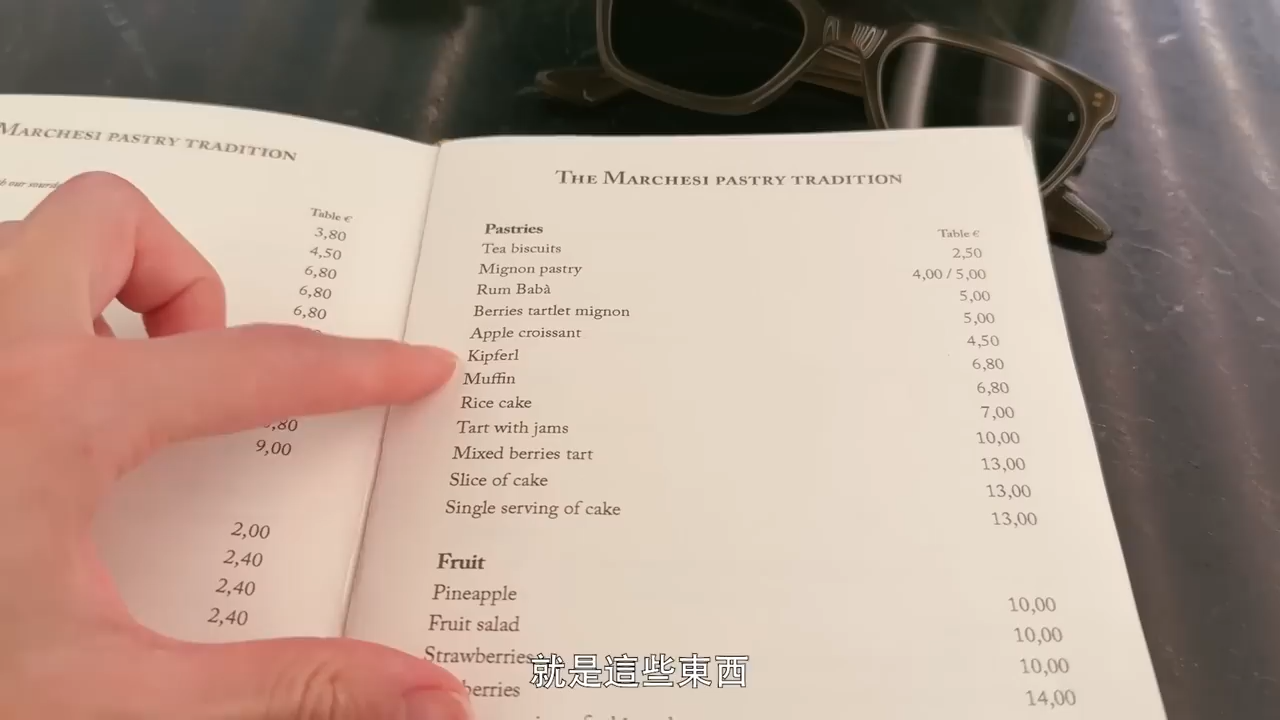 MARCHESI PASTRY TRADITION
our
Table €
3,80
4,50
6,80
6,80
6,80
9,00
2,00
2,40
2,40
2,40
THE MARCHESI PASTRY TRADITION
Pastries Table €
Tea biscuits 2,50
Mignon pastry 4,00 / 5,00
Rum Babà 5,00
Berries tartlet mignon 5,00
Apple croissant 4,50
Kipferl 6,80
Muffin 6,80
Rice cake 7,00
Tart with jams 10,00
Mixed berries tart 13,00
Slice of cake 13,00
Single serving of cake 13,00
Fruit
Pineapple 10,00
Fruit salad 10,00
Strawberries 10,00
berries 14,00
就是這些東西